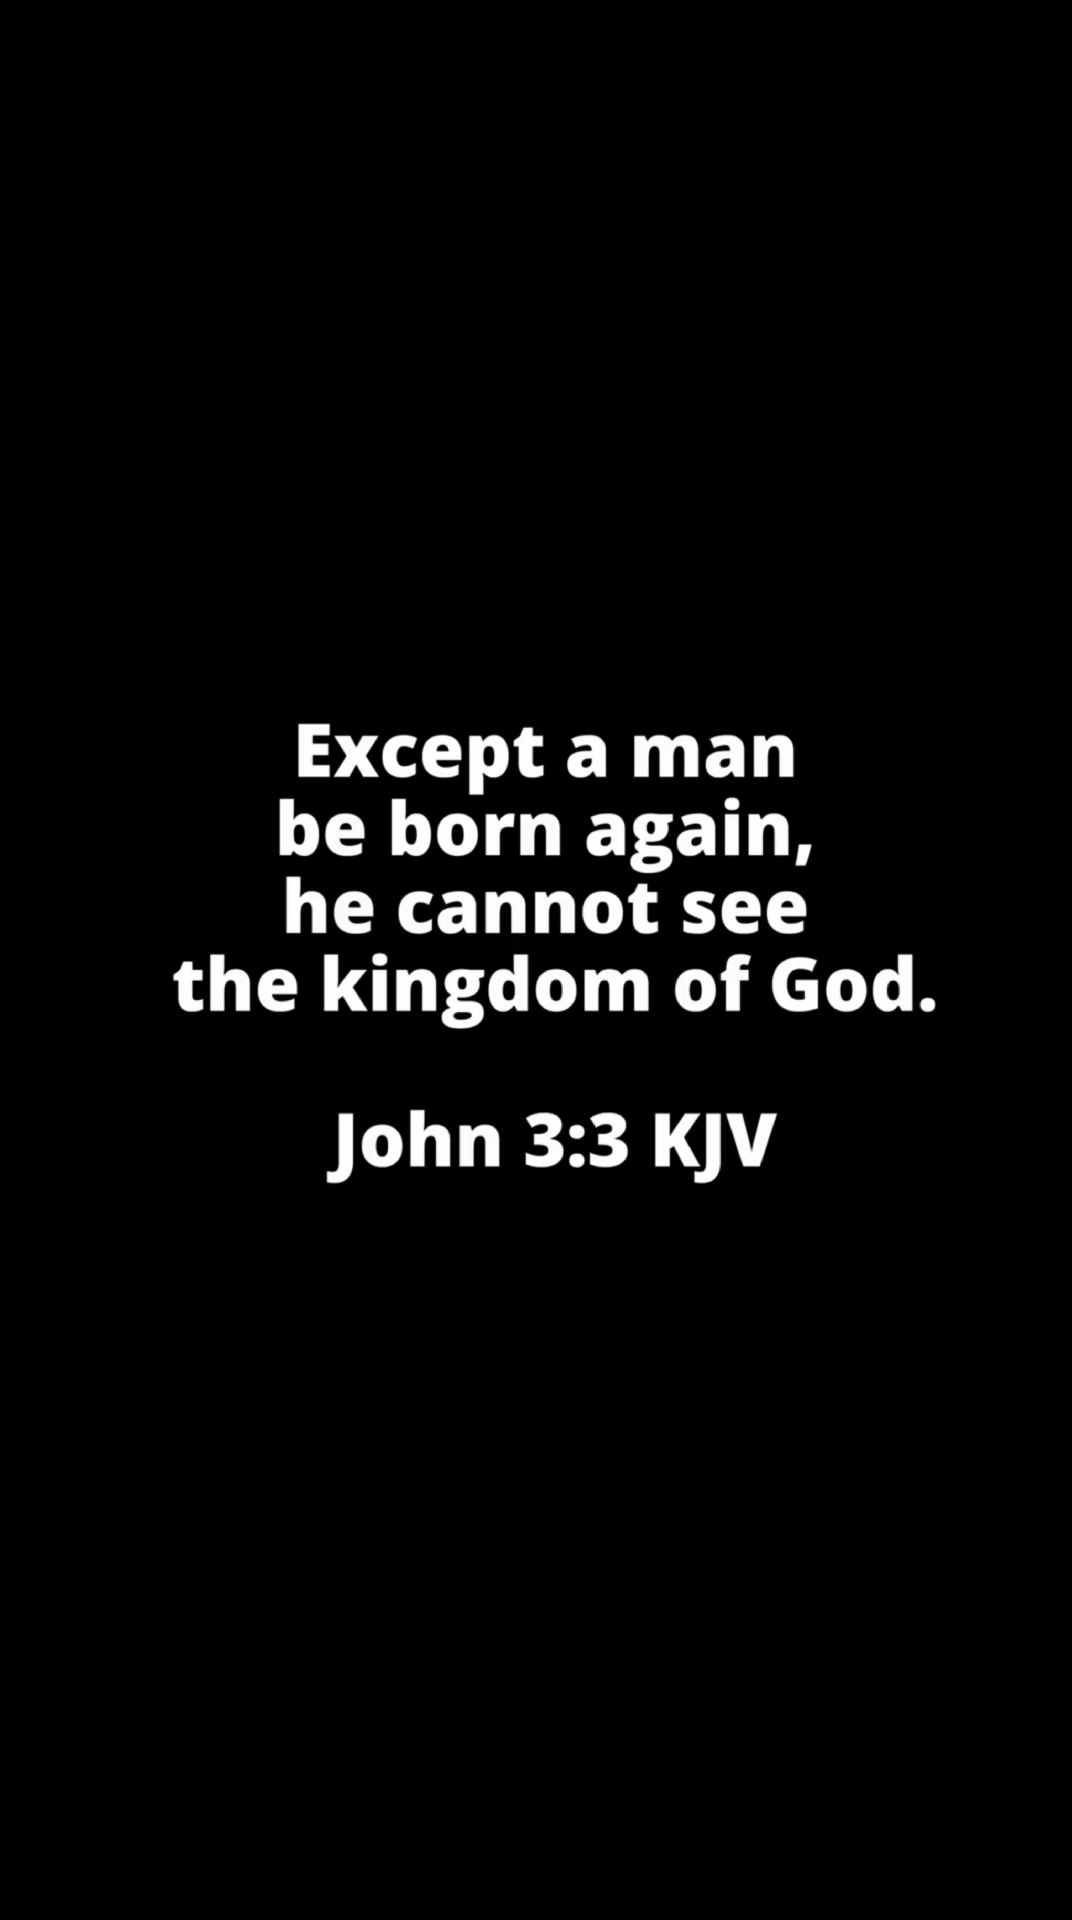 Except a man
be born again,
he cannot see
the kingdom of God.
John 3:3 KJV